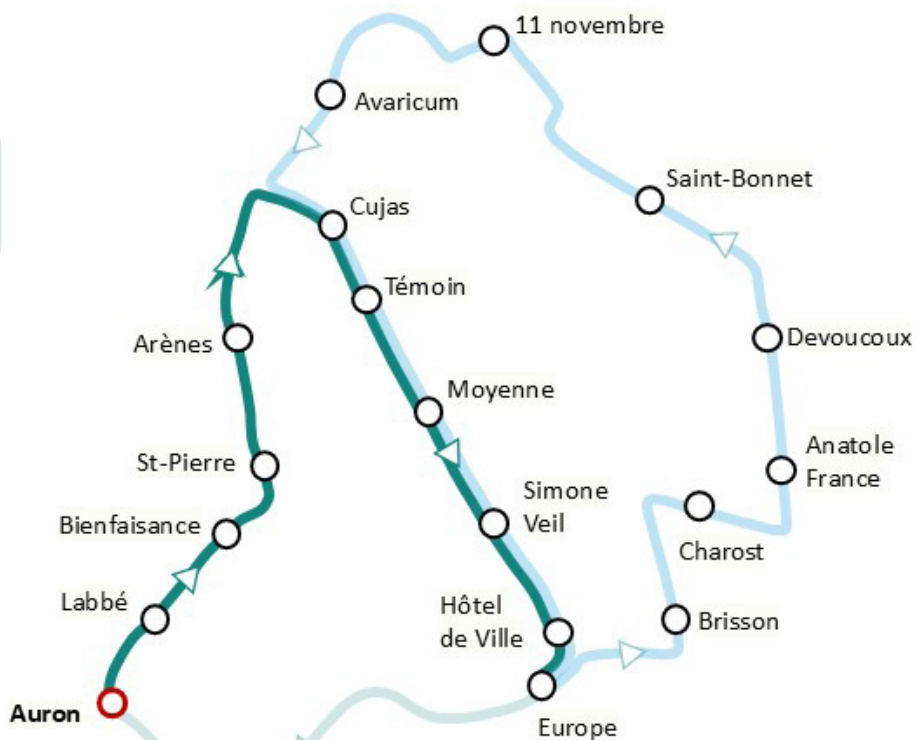 11 novembre
Avaricum
Saint-Bonnet
Cujas
Témoin
Arènes
Devoucoux
Moyenne
Anatole
France
St-Pierre
Simone
Veil
Bienfaisance
Charost
Labbé
Hôtel
de Ville
Brisson
Auron
Europe